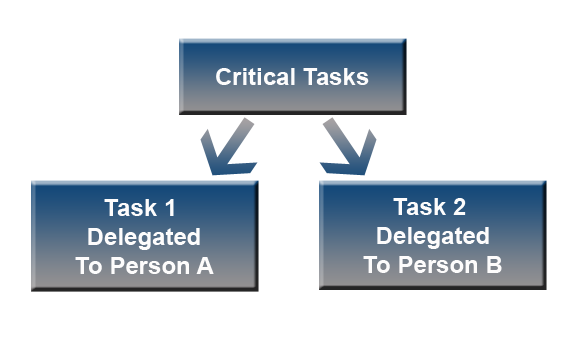 Critical Tasks
Task 1
Delegated
To Person A
Task 2
Delegated
To Person B